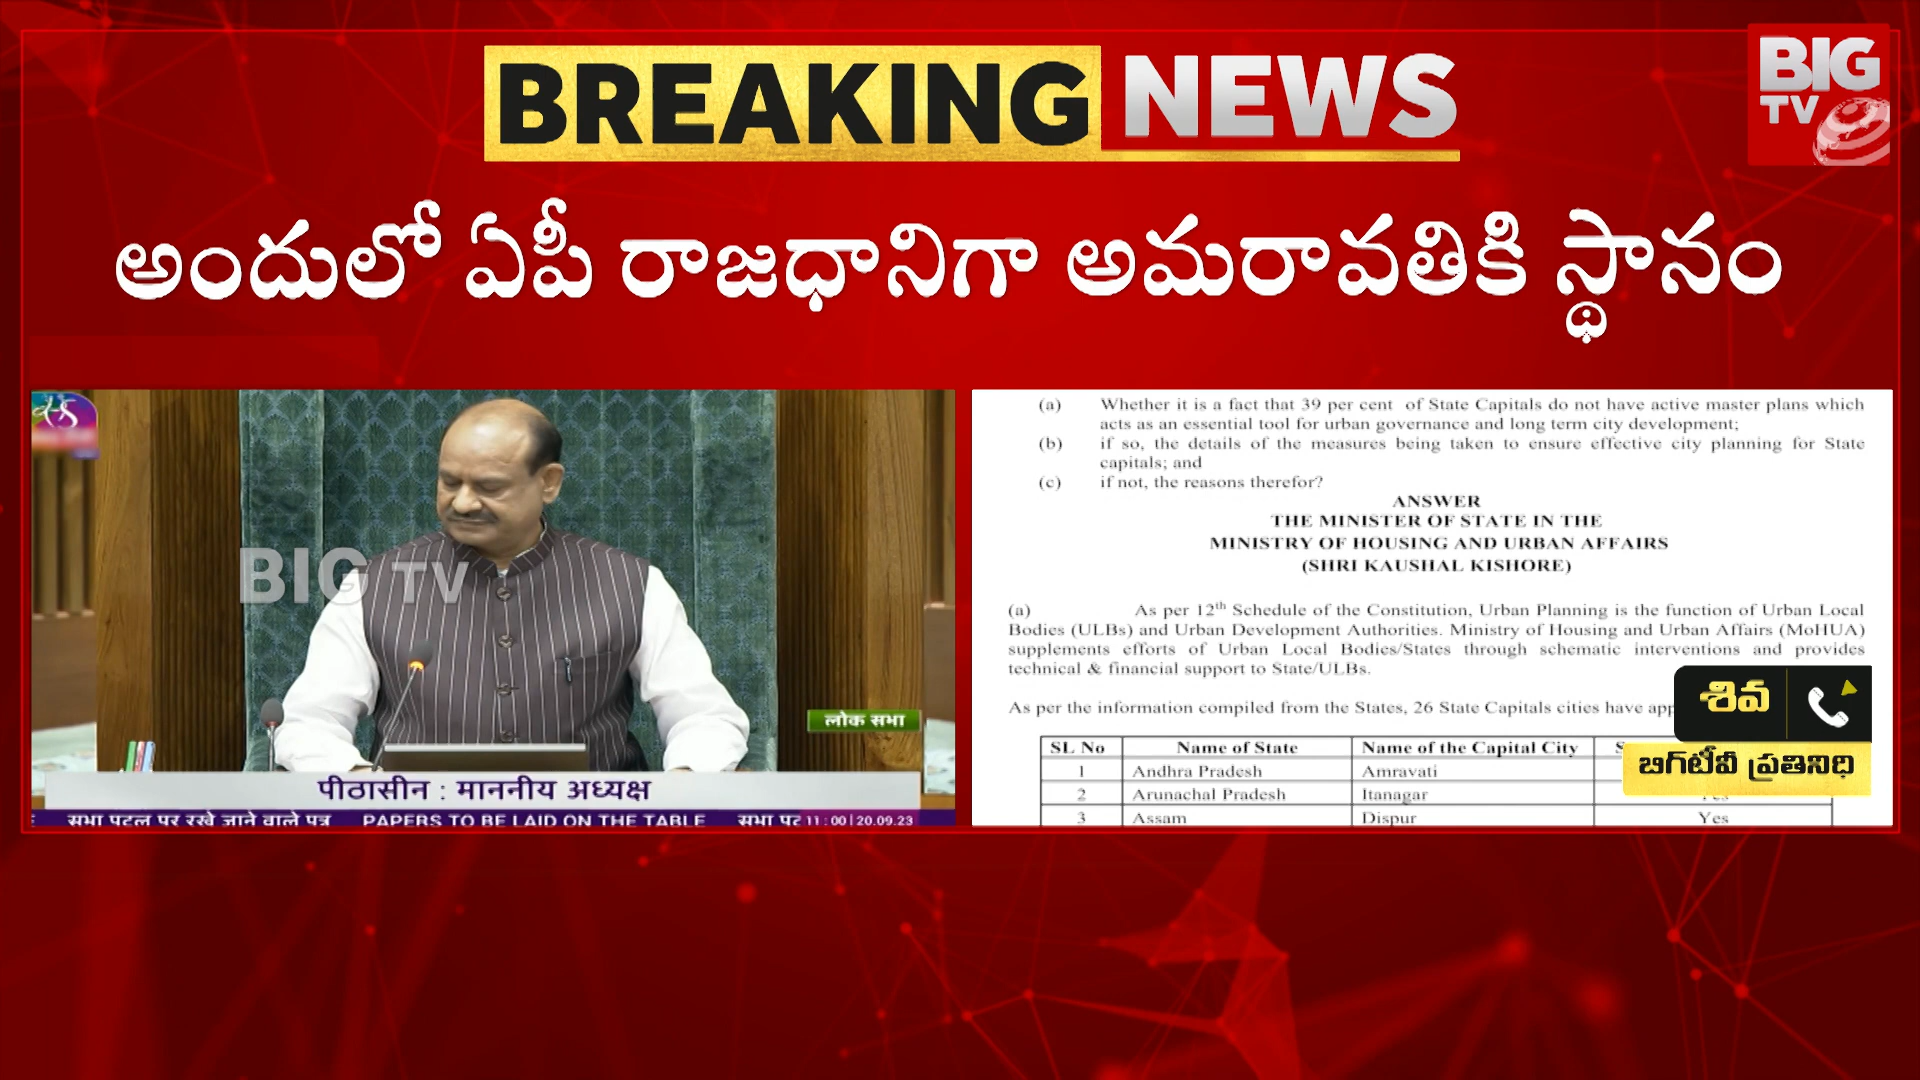 BREAKING NEWS
BIG
TV
అందులో ఏపీ రాజధానిగా అమరావతికి స్థానం
BIG TV
लोक सभा
पीठासीन : माननीय अध्यक्ष
सभा पटल पर रखे जाने वाले पत्र PAPERS TO BE LAID ON THE TABLE सभा पट 11:00|20.09.23
(a) Whether it is a fact that 39 per cent of State Capitals do not have active master plans which
acts as an essential tool for urban governance and long term city development;
(b) if so, the details of the measures being taken to ensure effective city planning for State
capitals; and
(c) if not, the reasons therefor?
ANSWER
THE MINISTER OF STATE IN THE
MINISTRY OF HOUSING AND URBAN AFFAIRS
(SHRI KAUSHAL KISHORE)
(a) As per 12th Schedule of the Constitution, Urban Planning is the function of Urban Local
Bodies (ULBs) and Urban Development Authorities. Ministry of Housing and Urban Affairs (MoHUA)
supplements efforts of Urban Local Bodies/States through schematic interventions and provides
technical & financial support to State/ULBs.
As per the information compiled from the States, 26 State Capitals cities have app
SL No Name of State Name of the Capital City S
1 Andhra Pradesh Amravati
2 Arunachal Pradesh Itanagar Yes
3 Assam Dispur Yes
శివ
బిగ్‌టీవీ ప్రతినిధి